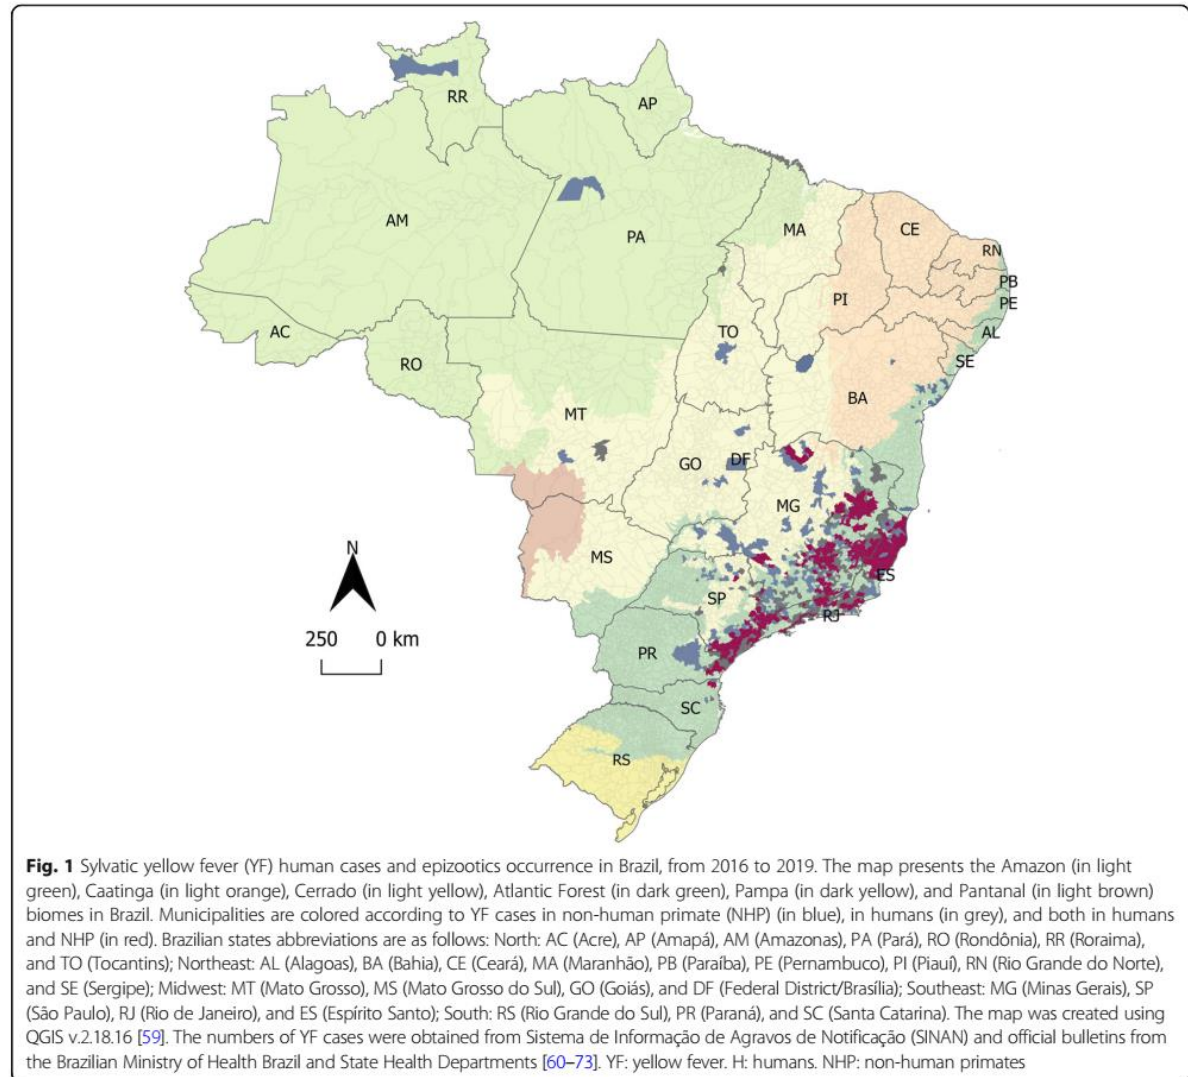 RR
AP
AM
PA
MA
CE
RN
PB
PE
PI
AL
AC
TO
SE
RO
BA
MT
GO
DF
MG
MS
ES
SP
RJ
N
250 0 km
PR
SC
RS
Fig. 1 Sylvatic yellow fever (YF) human cases and epizootics occurrence in Brazil, from 2016 to 2019. The map presents the Amazon (in light
green), Caatinga (in light orange), Cerrado (in light yellow), Atlantic Forest (in dark green), Pampa (in dark yellow), and Pantanal (in light brown)
biomes in Brazil. Municipalities are colored according to YF cases in non-human primate (NHP) (in blue), in humans (in grey), and both in humans
and NHP (in red). Brazilian states abbreviations are as follows: North: AC (Acre), AP (Amapá), AM (Amazonas), PA (Pará), RO (Rondônia), RR (Roraima),
and TO (Tocantins); Northeast: AL (Alagoas), BA (Bahia), CE (Ceará), MA (Maranhão), PB (Paraíba), PE (Pernambuco), PI (Piauí), RN (Rio Grande do Norte),
and SE (Sergipe); Midwest: MT (Mato Grosso), MS (Mato Grosso do Sul), GO (Goiás), and DF (Federal District/Brasília); Southeast: MG (Minas Gerais), SP
(São Paulo), RJ (Rio de Janeiro), and ES (Espírito Santo); South: RS (Rio Grande do Sul), PR (Paraná), and SC (Santa Catarina). The map was created using
QGIS v.2.18.16 [59]. The numbers of YF cases were obtained from Sistema de Informação de Agravos de Notificação (SINAN) and official bulletins from
the Brazilian Ministry of Health Brazil and State Health Departments [60–73]. YF: yellow fever. H: humans. NHP: non-human primates